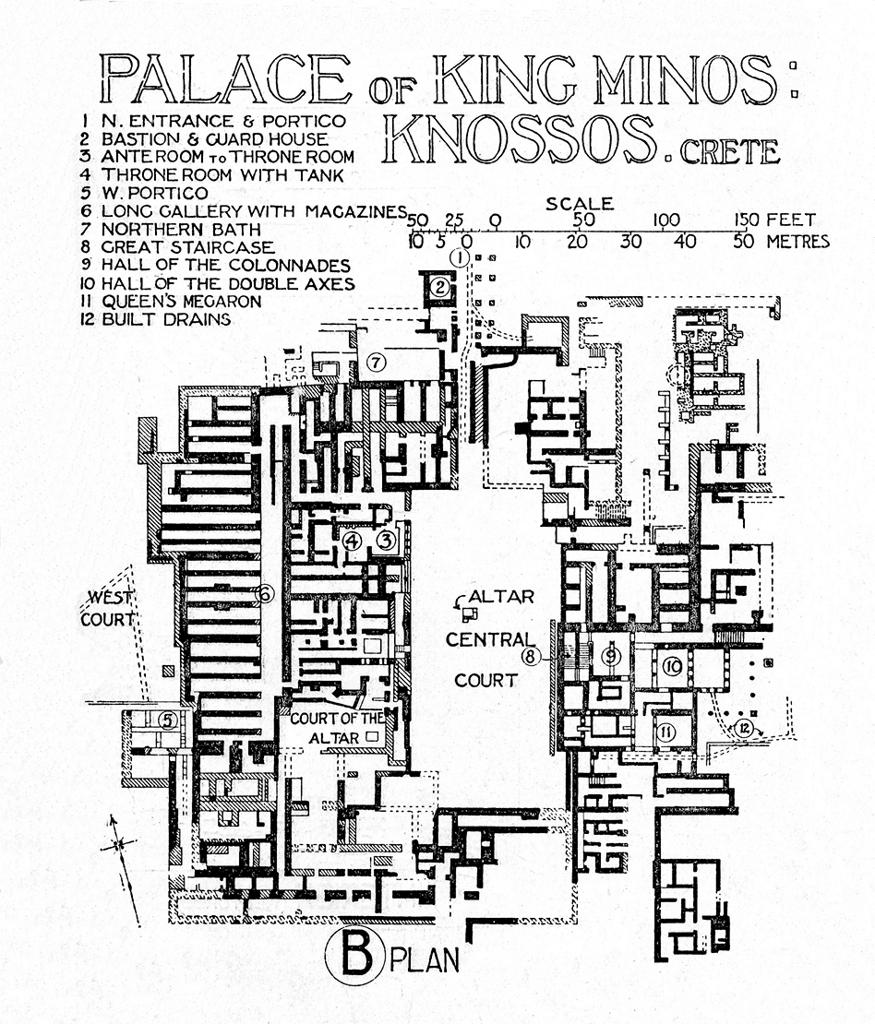 PALACE OF KING MINOS:
KNOSSOS. CRETE
1 N. ENTRANCE & PORTICO
2 BASTION & GUARD HOUSE
3 ANTEROOM TO THRONE ROOM
4 THRONE ROOM WITH TANK
5 W. PORTICO
6 LONG GALLERY WITH MAGAZINES
7 NORTHERN BATH
8 GREAT STAIRCASE
9 HALL OF THE COLONNADES
10 HALL OF THE DOUBLE AXES
11 QUEEN'S MEGARON
12 BUILT DRAINS
SCALE
50 25 0 50 100 150 FEET
10 5 0 10 20 30 40 50 METRES
1
2
7
4 3
6
WEST
COURT
ALTAR
CENTRAL
COURT
8 9 10
5
COURT OF THE
ALTAR
11 12
B PLAN